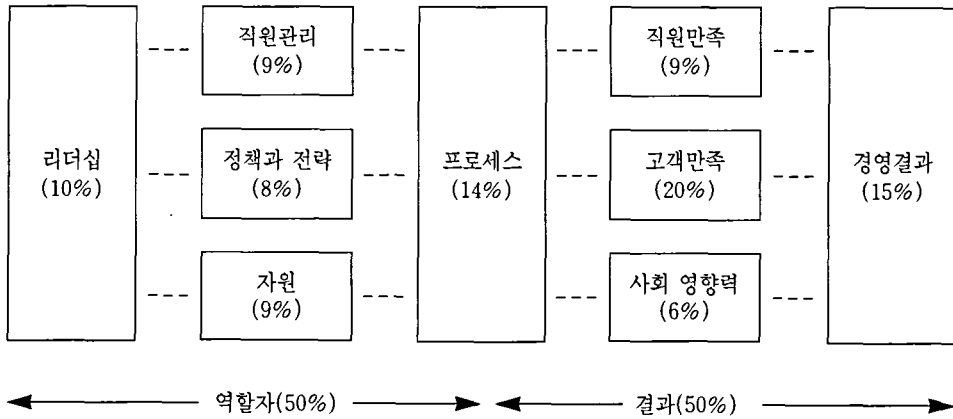 직원관리
(9%)
직원만족
(9%)
리더십
(10%)
정책과 전략
(8%)
프로세스
(14%)
고객만족
(20%)
경영결과
(15%)
자원
(9%)
사회 영향력
(6%)
역할자(50%)
결과(50%)